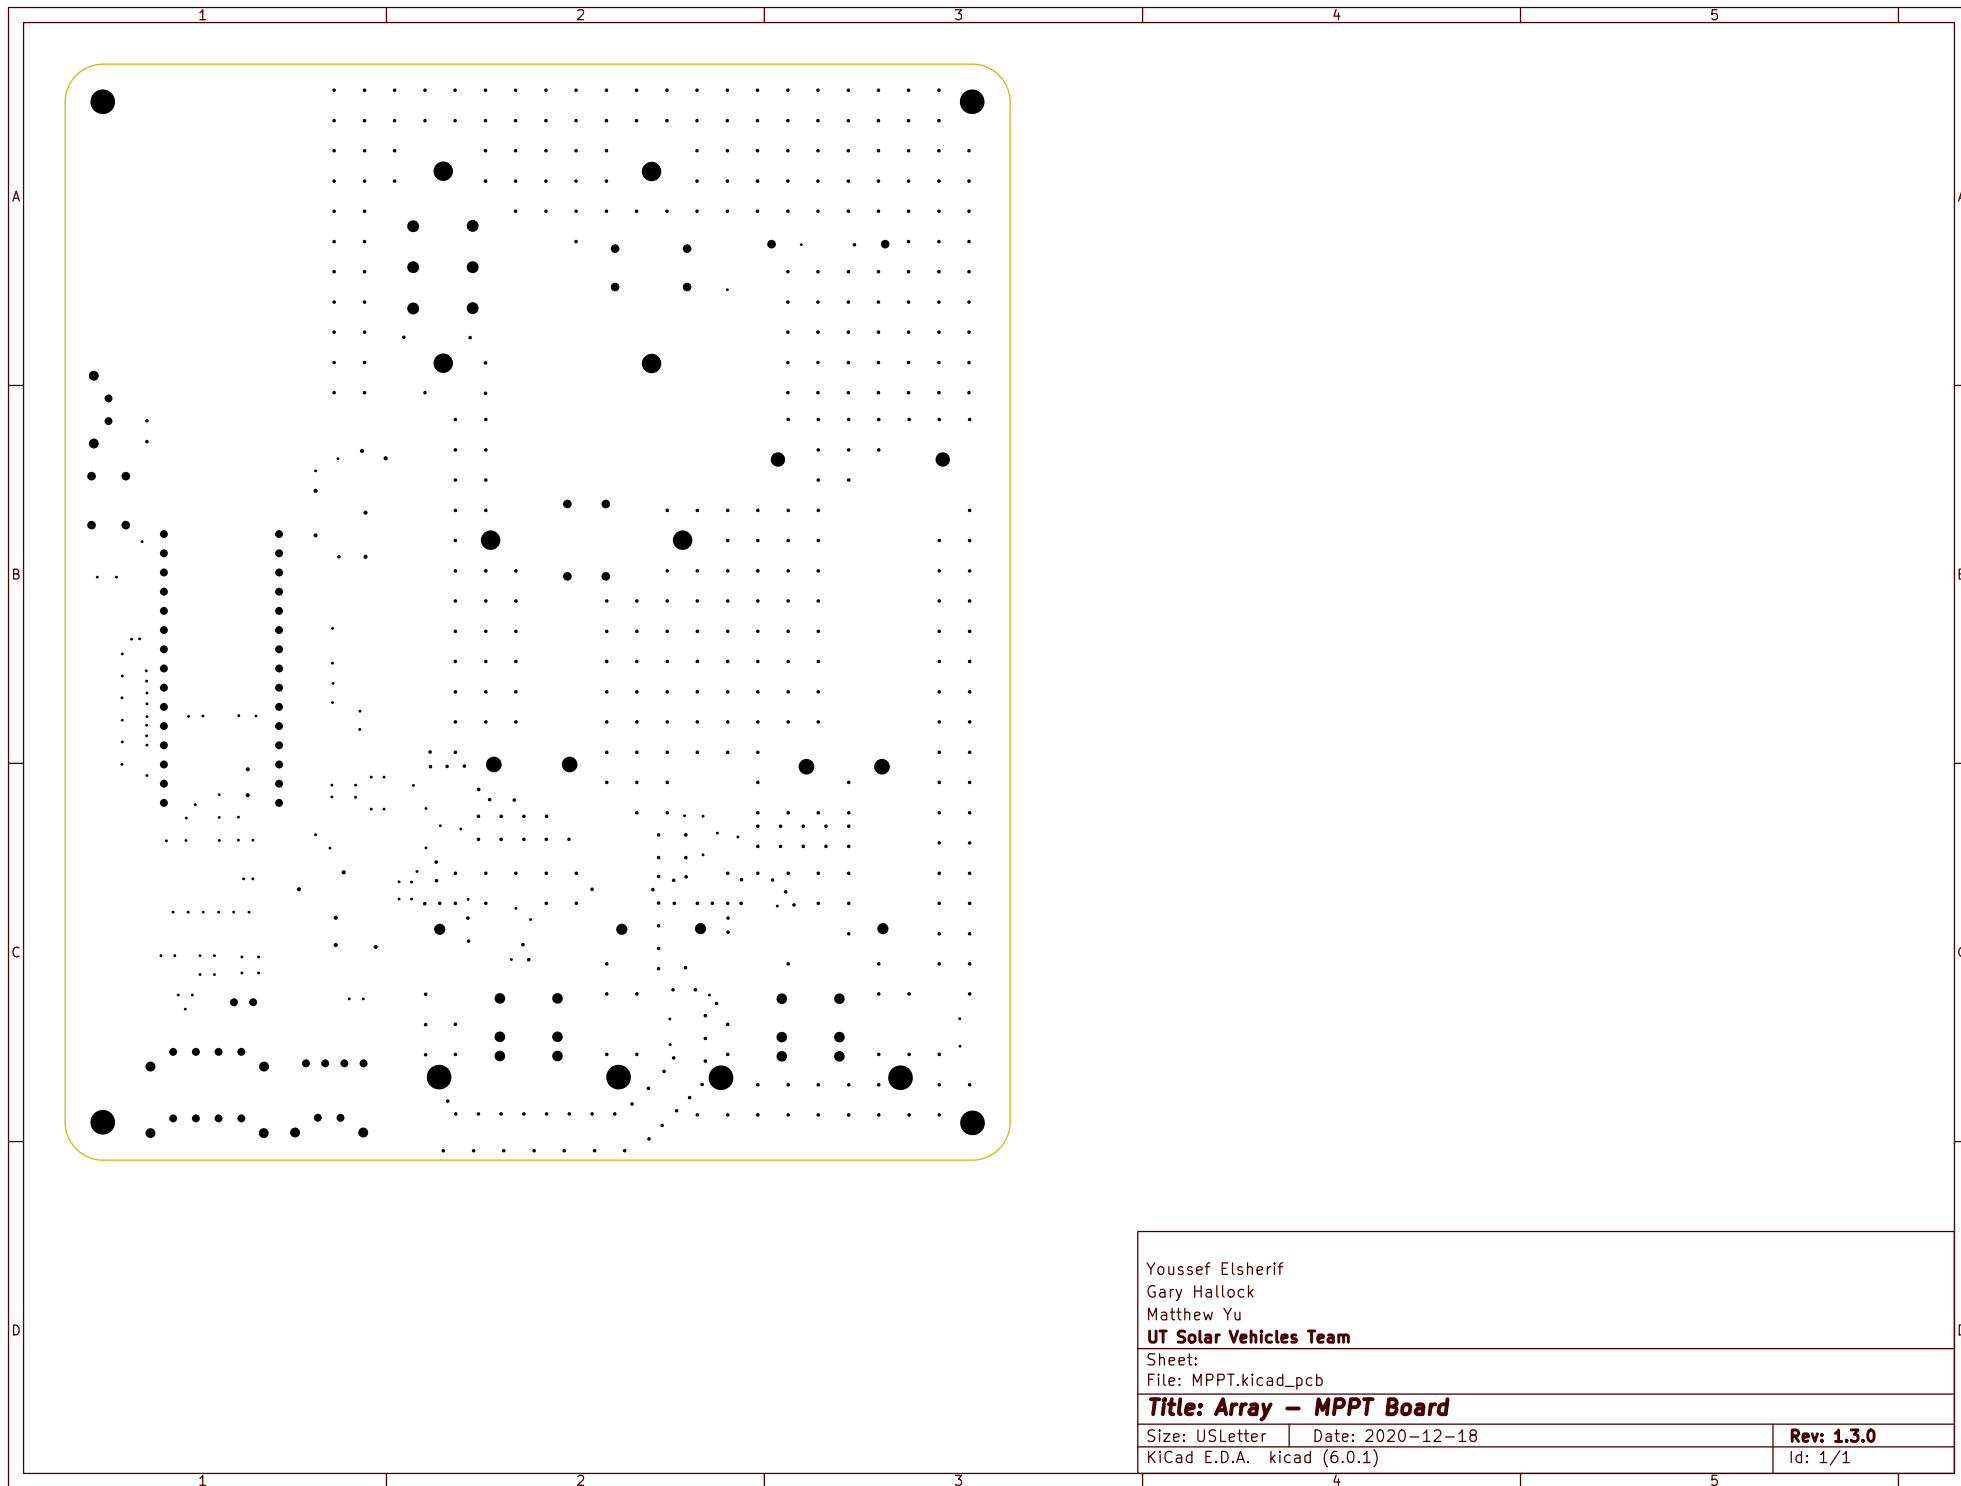 1 2 3 4 5
A A
B B
C C
D D
Youssef Elsherif
Gary Hallock
Matthew Yu
UT Solar Vehicles Team
Sheet:
File: MPPT.kicad_pcb
Title: Array - MPPT Board
Size: USLetter Date: 2020-12-18 Rev: 1.3.0
KiCad E.D.A. kicad (6.0.1) Id: 1/1
1 2 3 4 5